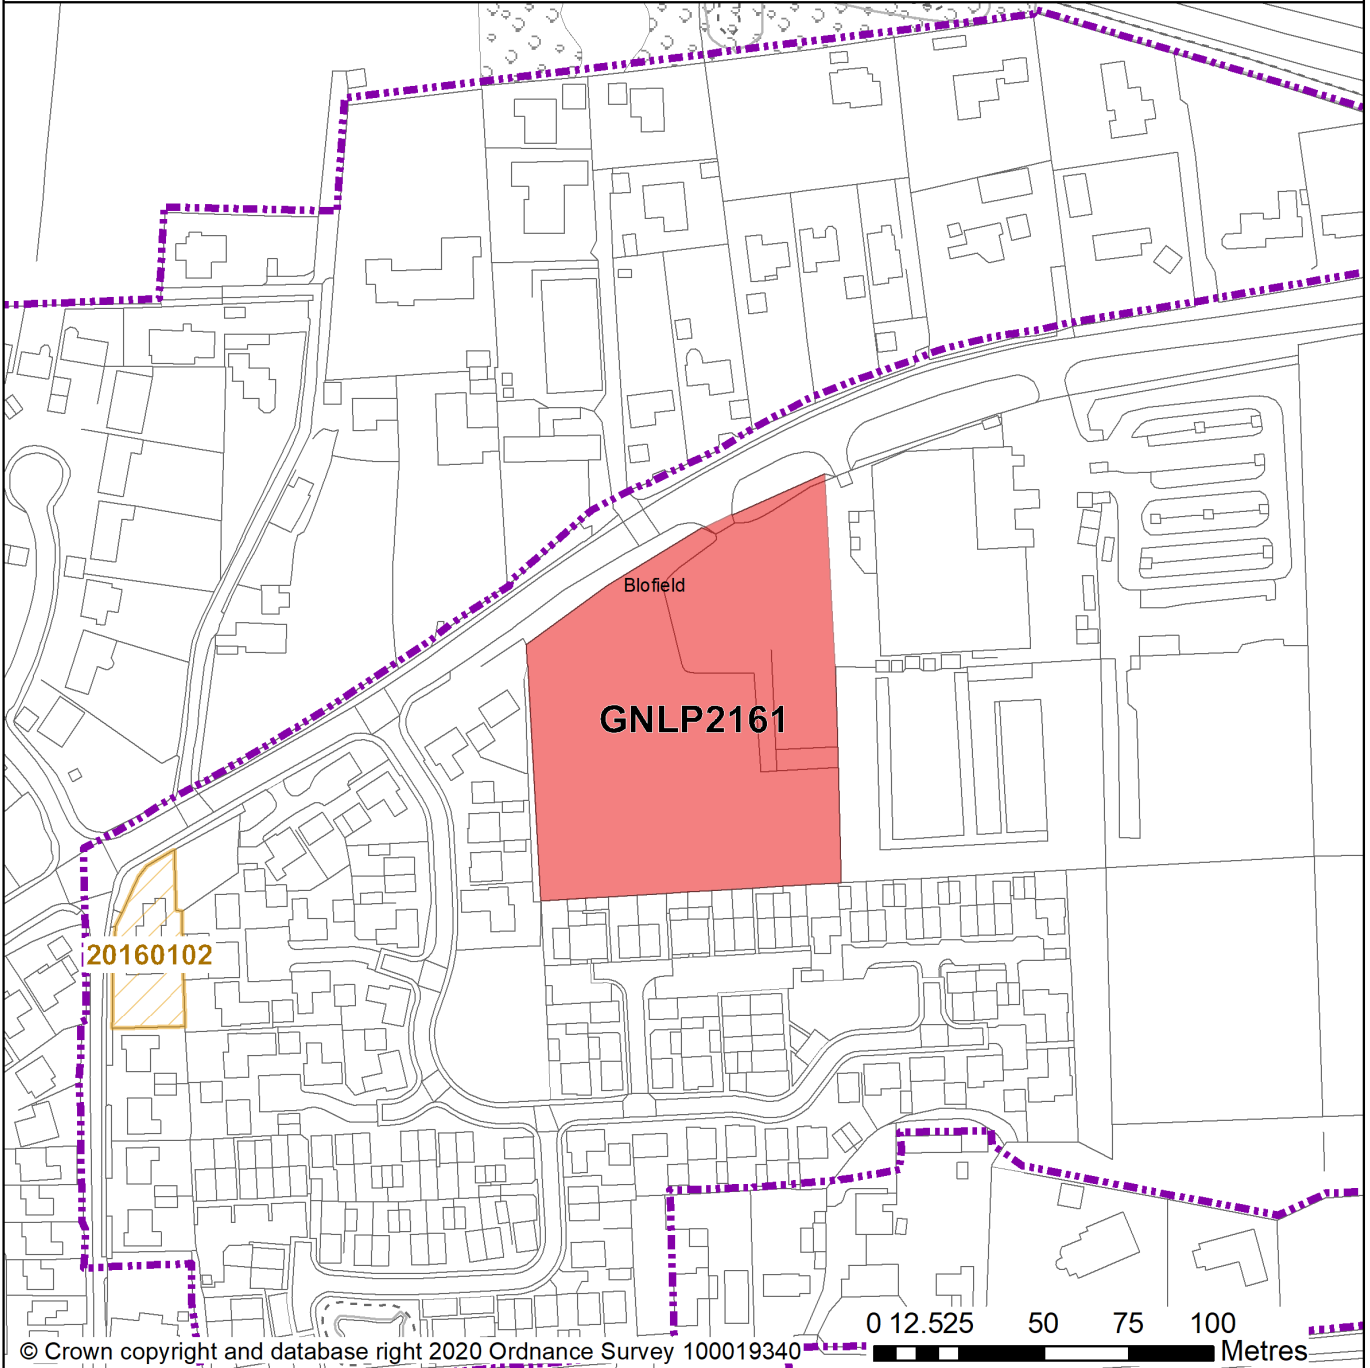 Blofield
GNLP2161
20160102
0 12.525 50 75 100
Metres
© Crown copyright and database right 2020 Ordnance Survey 100019340